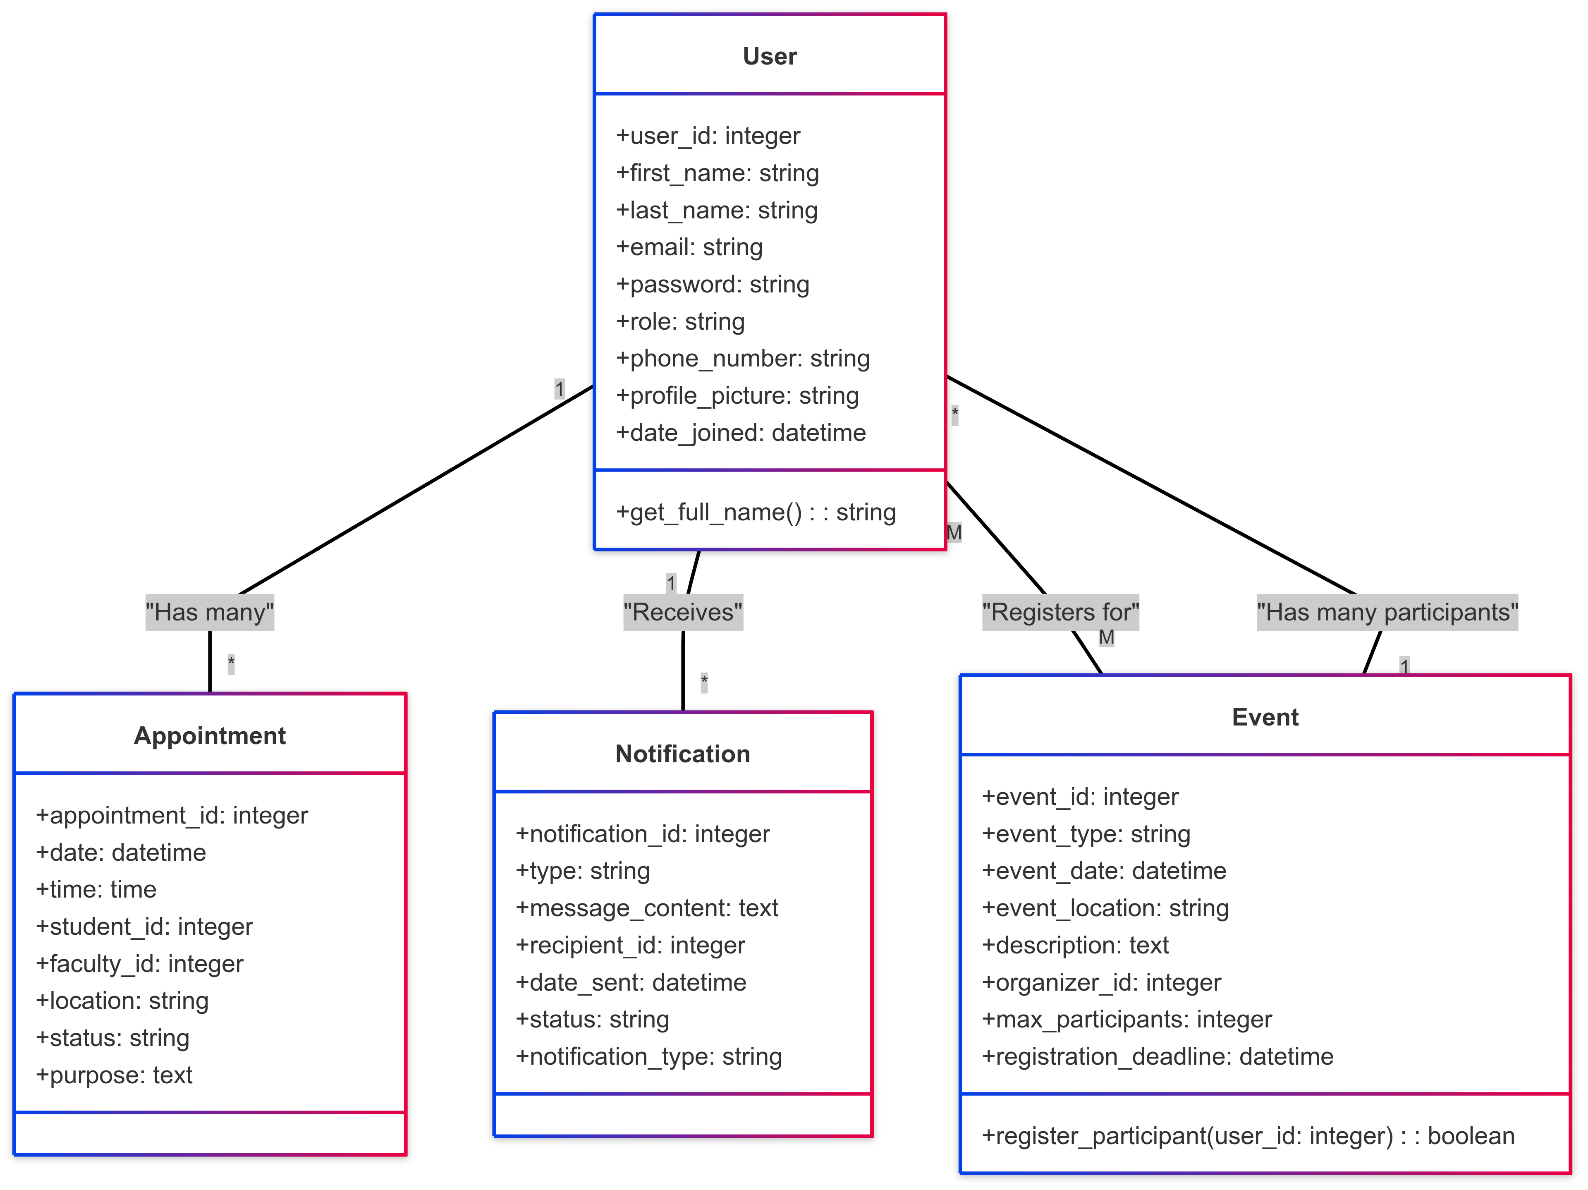 User
+user_id: integer
+first_name: string
+last_name: string
+email: string
+password: string
+role: string
+phone_number: string
+profile_picture: string
+date_joined: datetime
+get_full_name() : : string
1
*
M
1
"Has many"
"Receives"
"Registers for"
"Has many participants"
*
*
M
1
Appointment
+appointment_id: integer
+date: datetime
+time: time
+student_id: integer
+faculty_id: integer
+location: string
+status: string
+purpose: text
Notification
+notification_id: integer
+type: string
+message_content: text
+recipient_id: integer
+date_sent: datetime
+status: string
+notification_type: string
Event
+event_id: integer
+event_type: string
+event_date: datetime
+event_location: string
+description: text
+organizer_id: integer
+max_participants: integer
+registration_deadline: datetime
+register_participant(user_id: integer) : : boolean